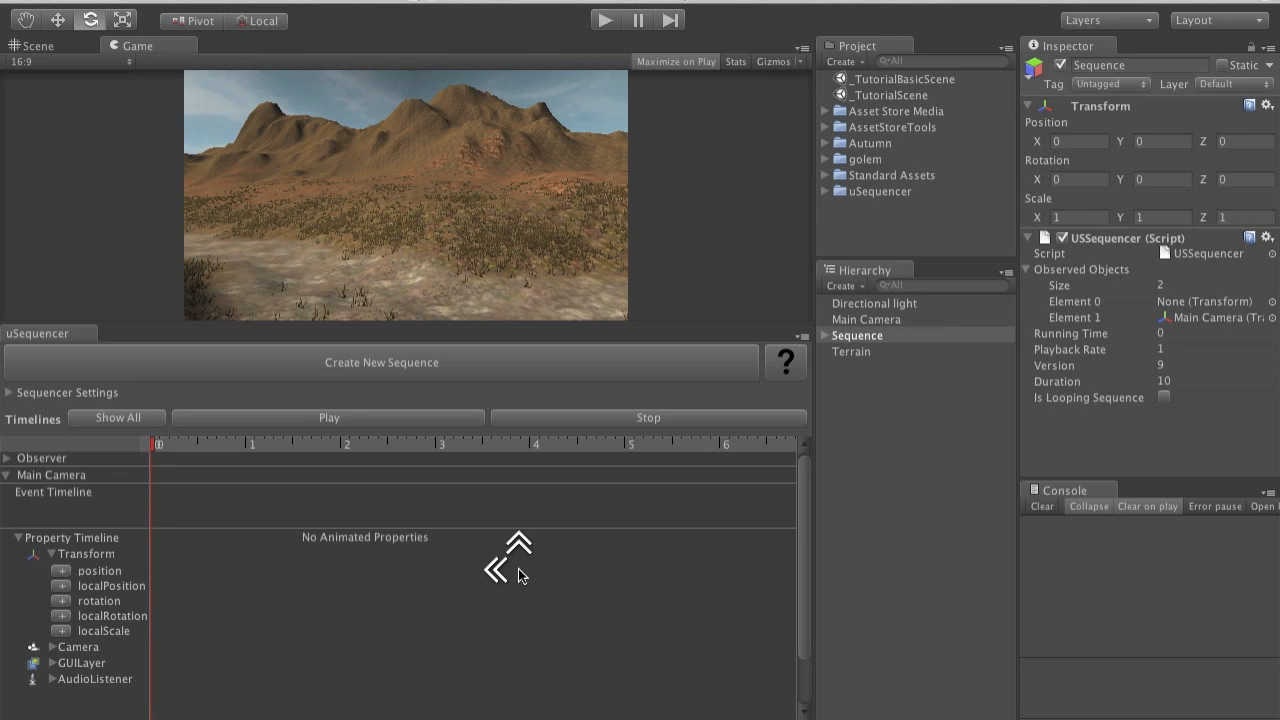 Pivot Local Layers Layout
Scene Game
16:9 Maximize on Play Stats Gizmos
Create New Sequence ?
uSequencer
Sequencer Settings
Timelines Show All Play Stop
0 1 2 3 4 5 6
Observer
Main Camera
Event Timeline
Property Timeline No Animated Properties
Transform
+ position
+ localPosition
+ rotation
+ localRotation
+ localScale
Camera
GUILayer
AudioListener
Project
Create All
_TutorialBasicScene
_TutorialScene
Asset Store Media
AssetStoreTools
Autumn
golem
Standard Assets
uSequencer
Hierarchy
Create All
Directional light
Main Camera
Sequence
Terrain
Inspector
Sequence Static
Tag Untagged Layer Default
Transform
Position
X 0 Y 0 Z 0
Rotation
X 0 Y 0 Z 0
Scale
X 1 Y 1 Z 1
USSequencer (Script)
Script USSequencer
Observed Objects
Size 2
Element 0 None (Transform)
Element 1 Main Camera (Tra
Running Time 0
Playback Rate 1
Version 9
Duration 10
Is Looping Sequence
Console
Clear Collapse Clear on play Error pause Open